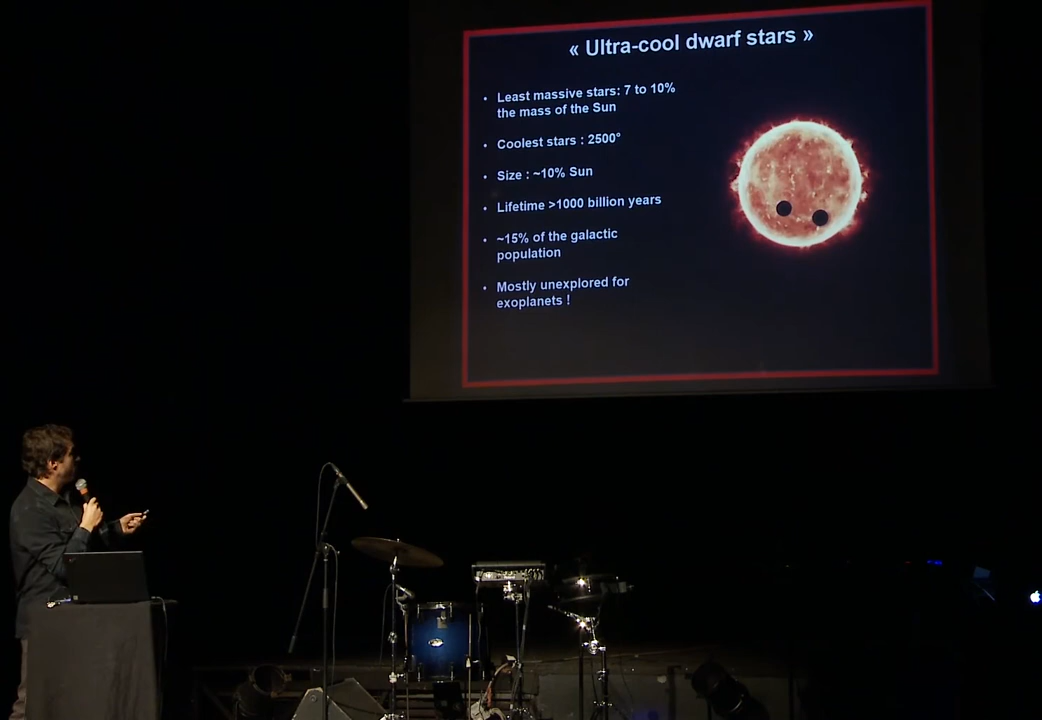 « Ultra-cool dwarf stars »
• Least massive stars: 7 to 10%
the mass of the Sun
• Coolest stars : 2500°
• Size : ~10% Sun
• Lifetime >1000 billion years
• ~15% of the galactic
population
• Mostly unexplored for
exoplanets !